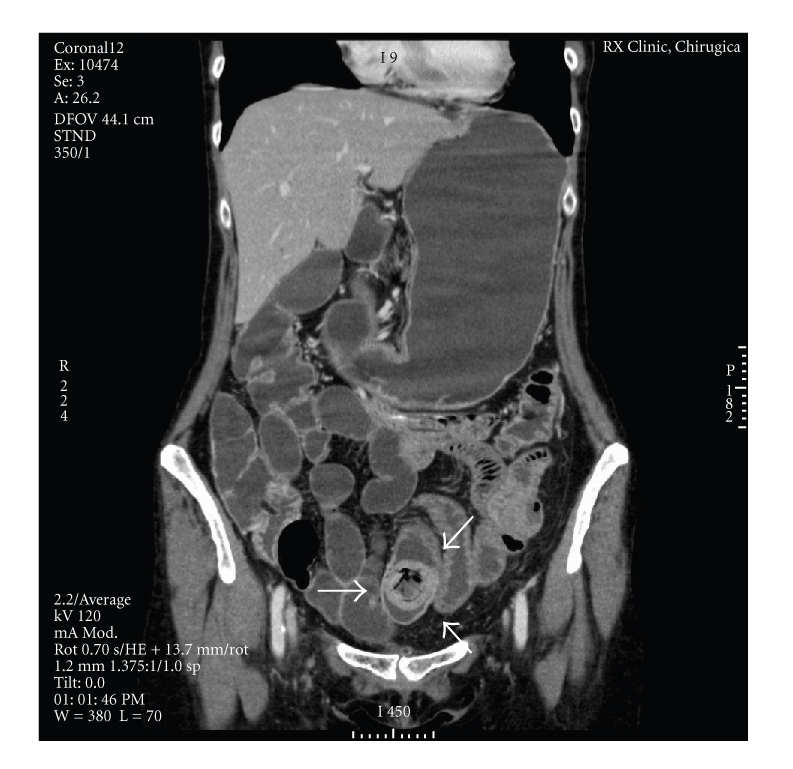 Coronal12
Ex: 10474
Se: 3
A: 26.2
DFOV 44.1 cm
STND
350/1
I 9
RX Clinic, Chirugica
R
2
2
4
P
1
8
2
2.2/Average
kV 120
mA Mod.
Rot 0.70 s/HE + 13.7 mm/rot
1.2 mm 1.375:1/1.0 sp
Tilt: 0.0
01: 01: 46 PM
W = 380 L = 70
I 450